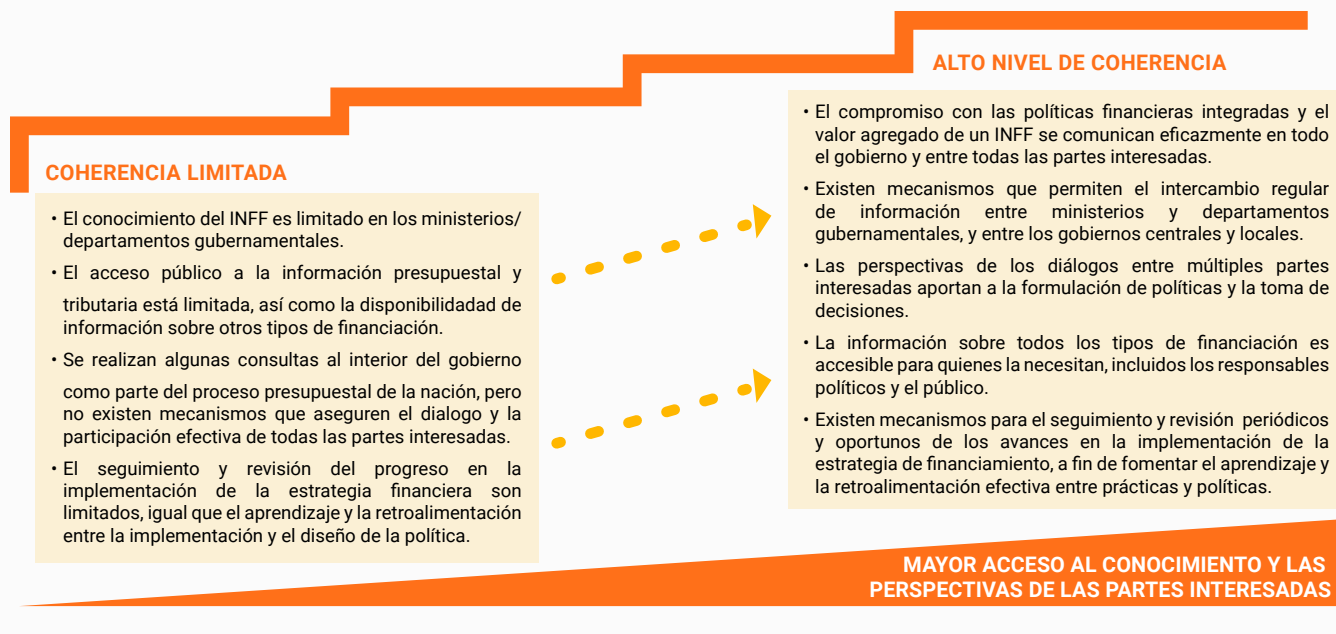 COHERENCIA LIMITADA
• El conocimiento del INFF es limitado en los ministerios/
departamentos gubernamentales.
• El acceso público a la información presupuestal y
tributaria está limitada, así como la disponibilidadad de
información sobre otros tipos de financiación.
• Se realizan algunas consultas al interior del gobierno
como parte del proceso presupuestal de la nación, pero
no existen mecanismos que aseguren el dialogo y la
participación efectiva de todas las partes interesadas.
• El seguimiento y revisión del progreso en la
implementación de la estrategia financiera son
limitados, igual que el aprendizaje y la retroalimentación
entre la implementación y el diseño de la política.
ALTO NIVEL DE COHERENCIA
• El compromiso con las políticas financieras integradas y el
valor agregado de un INFF se comunican eficazmente en todo
el gobierno y entre todas las partes interesadas.
• Existen mecanismos que permiten el intercambio regular
de información entre ministerios y departamentos
gubernamentales, y entre los gobiernos centrales y locales.
• Las perspectivas de los diálogos entre múltiples partes
interesadas aportan a la formulación de políticas y la toma de
decisiones.
• La información sobre todos los tipos de financiación es
accesible para quienes la necesitan, incluidos los responsables
políticos y el público.
• Existen mecanismos para el seguimiento y revisión periódicos
y oportunos de los avances en la implementación de la
estrategia de financiamiento, a fin de fomentar el aprendizaje y
la retroalimentación efectiva entre prácticas y políticas.
MAYOR ACCESO AL CONOCIMIENTO Y LAS
PERSPECTIVAS DE LAS PARTES INTERESADAS